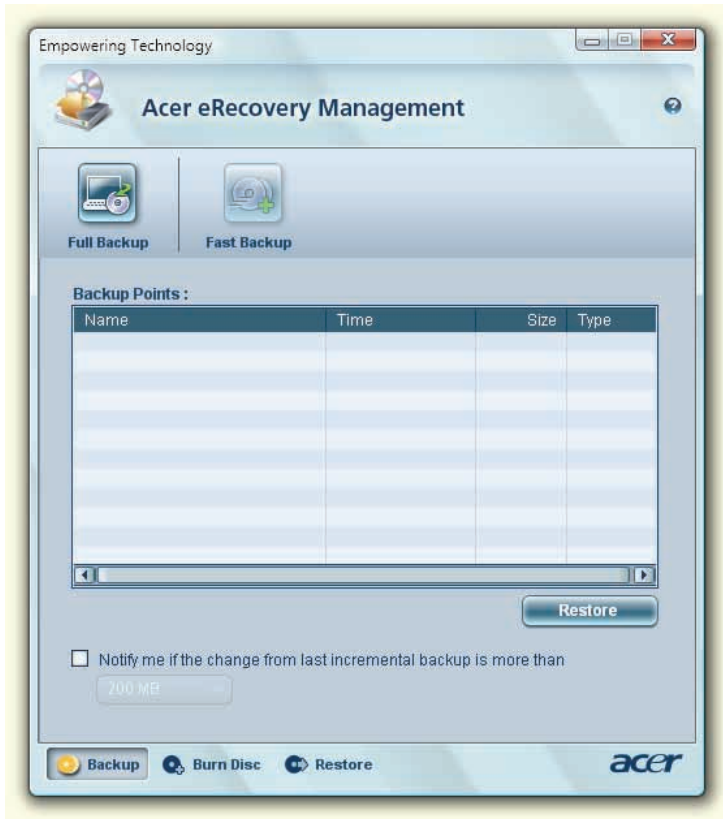 Empowering Technology
Acer eRecovery Management
Full Backup Fast Backup
Backup Points :
Name Time Size Type
Restore
Notify me if the change from last incremental backup is more than
200 MB
Backup Burn Disc Restore acer